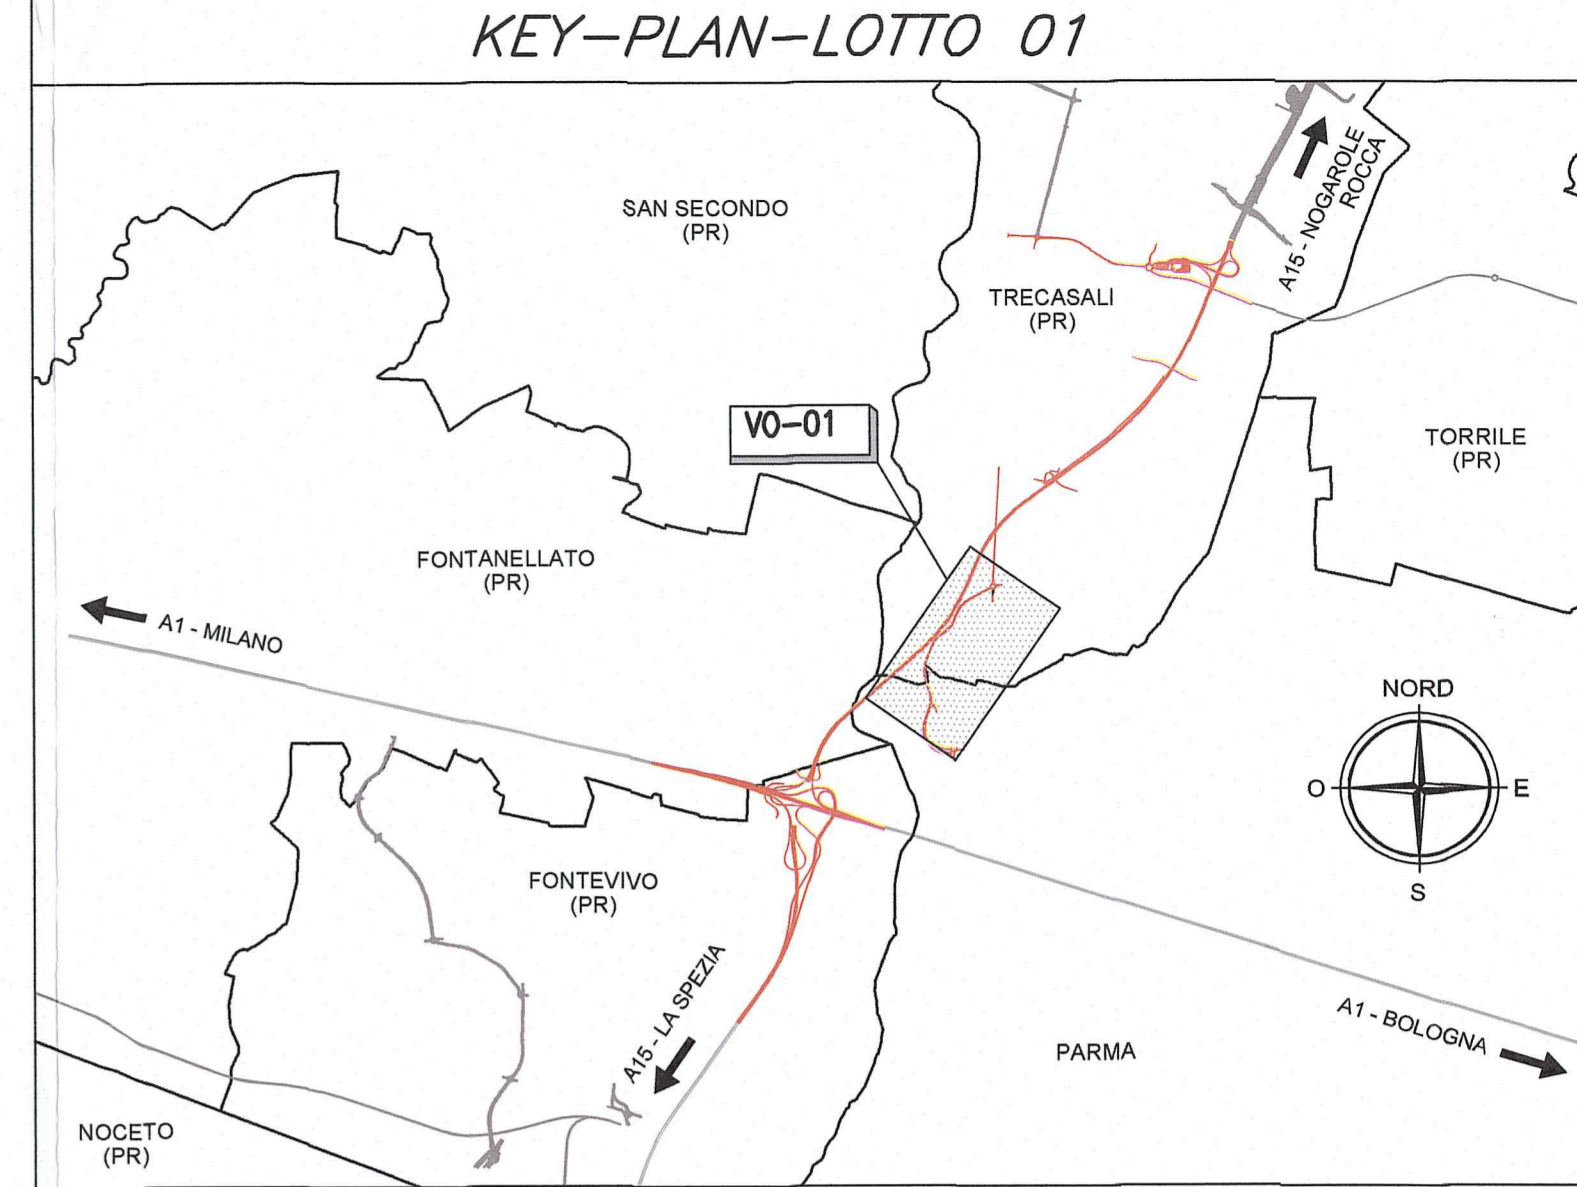 KEY-PLAN-LOTTO 01
SAN SECONDO
(PR)
A15 - NOGAROLE
ROCCA
TRECASALI
(PR)
VO-01
TORRILE
(PR)
FONTANELLATO
(PR)
A1 - MILANO
NORD
O
E
S
FONTEVIVO
(PR)
A15 - LA SPEZIA
A1 - BOLOGNA
PARMA
NOCETO
(PR)